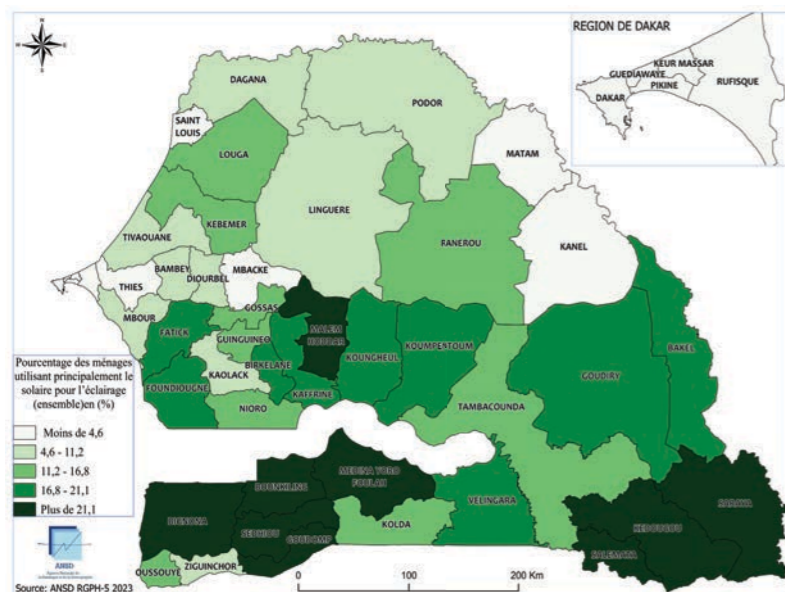 N
W
E
S
REGION DE DAKAR
KEUR MASSAR
GUEDIAWAYE
RUFISQUE
PIKINE
DAKAR
DAGANA
PODOR
SAINT
LOUIS
MATAM
LOUGA
LINGUERE
KEBEMER
TIVAOUANE
RANEROU
KANEL
BAMBEY
MBACKE
DIOURBEL
THIES
MBOUR
GOSSAS
MALEM
HODDAR
FATICK
GUINGUINEO
KOUNGHEUL
KOUMPENTOUM
BAKEL
BIRKELANE
GOUDIRY
KAOLACK
FOUNDIOUGNE
KAFFRINE
TAMBACOUNDA
NIORO
Pourcentage des ménages
utilisant principalement le
solaire pour l'éclairage
(ensemble)en (%)
Moins de 4,6
4,6 - 11,2
11,2 - 16,8
16,8 - 21,1
Plus de 21,1
MEDINA YORO
FOULAH
BOUNKILING
VELINGARA
SARAYA
BIGNONA
SEDHIOU
GOUDOMP
KOLDA
KEDOUGOU
SALEMATA
OUSSOUYE
ZIGUINCHOR
ANSD
0 100 200 Km
Source: ANSD RGPH-5 2023